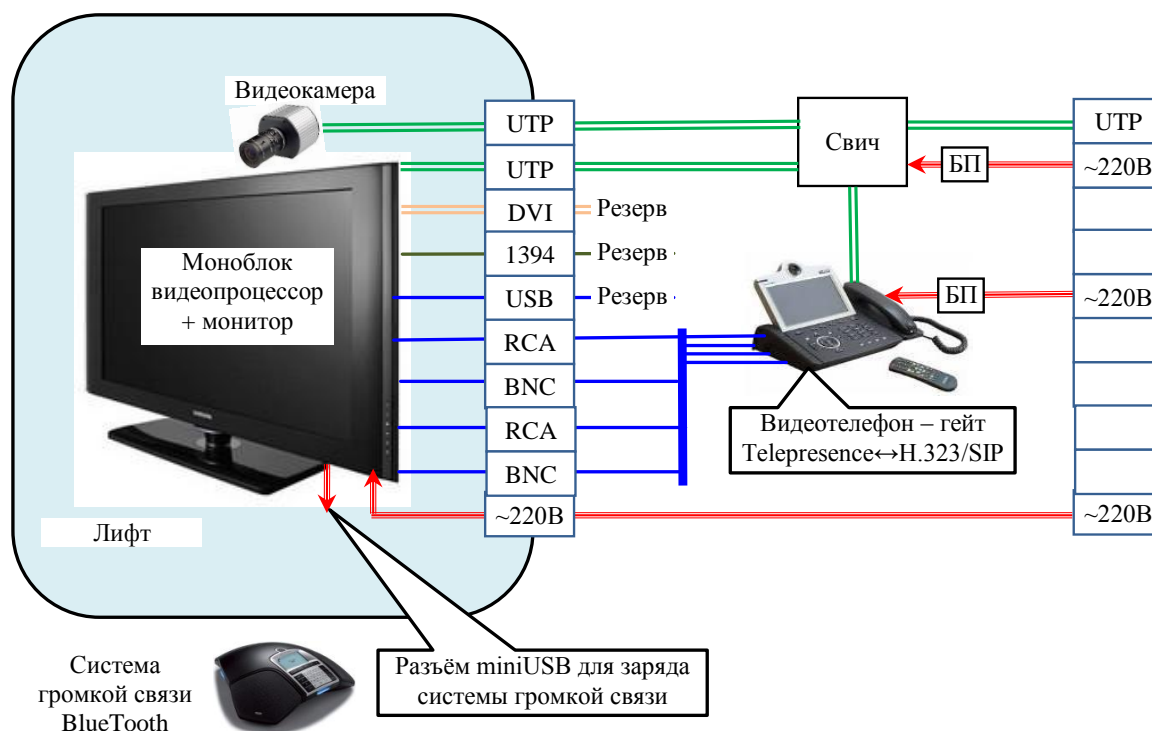 Видеокамера
Моноблок
видеопроцессор
+ монитор
Лифт
UTP
UTP
DVI
1394
USB
RCA
BNC
RCA
BNC
~220В
Резерв
Резерв
Резерв
Свич
БП
БП
Видеотелефон – гейт
Telepresence↔H.323/SIP
UTP
~220В
~220В
~220В
Система
громкой связи
BlueTooth
Разъём miniUSB для заряда
системы громкой связи
SAMSUNG